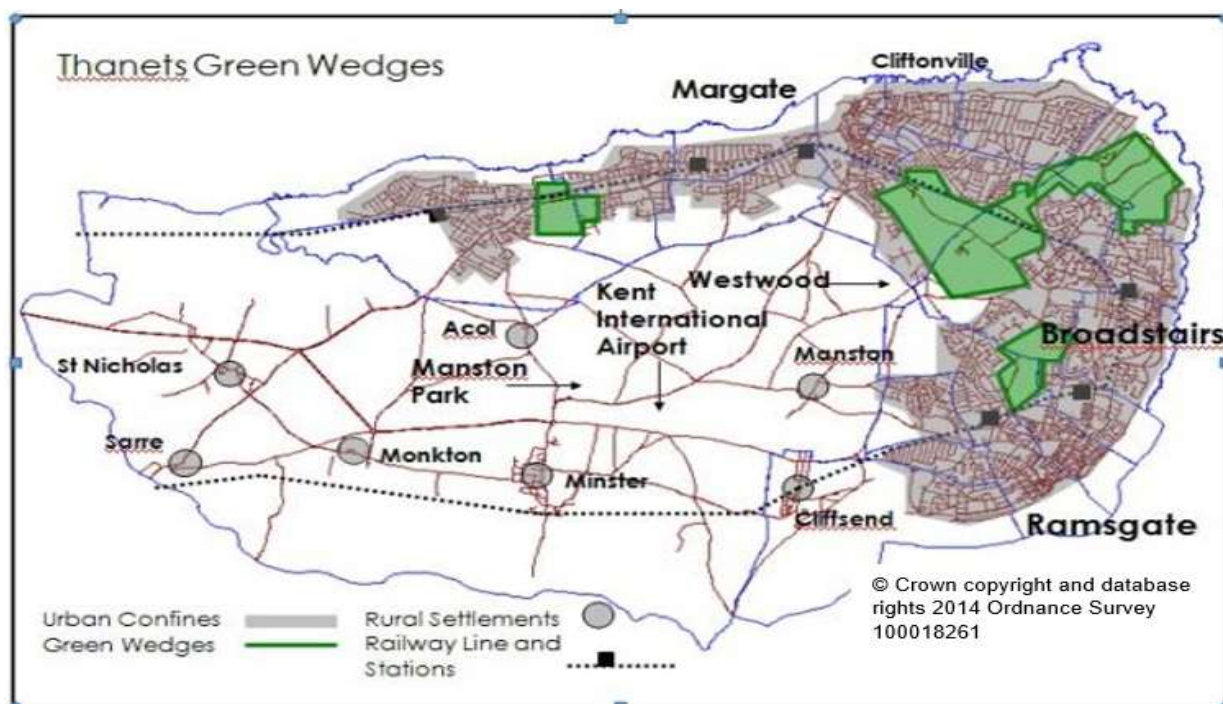 Thanets Green Wedges
Cliftonville
Margate
Westwood
Kent
International
Airport
Acol
Manston
Park
Manston
Broadstairs
St Nicholas
Sarre
Monkton
Minster
Cliffsend
Ramsgate
© Crown copyright and database
rights 2014 Ordnance Survey
100018261
Urban Confines
Green Wedges
Rural Settlements
Railway Line and
Stations